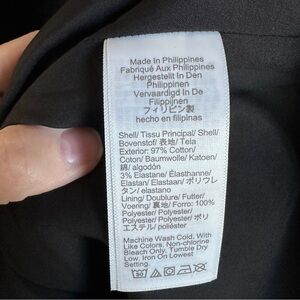 Made In Philippines
Fabriqué Aux Philippines
Hergestellt In Den
Philippinen
Vervaardigd In De
Filippijnen
フィリピン製
hecho en filipinas
Shell/ Tissu Principal/ Shell/
Bovenstof/ 表地/ Tela
Exterior: 97% Cotton/
Coton/ Baumwolle/ Katoen/
綿/ algodón
3% Elastane/ Élasthanne/
Elastan/ Elastaan/ ポリウレ
タン/ elastano
Lining/ Doublure/ Futter/
Voering/ 裏地/ Forro: 100%
Polyester/ Polyester/
Polyester/ Polyester/ ポリ
エステル/ poliéster
Machine Wash Cold. With
Like Colors. Non-chlorine
Bleach Only. Tumble Dry
Low. Iron On Lowest
Setting.